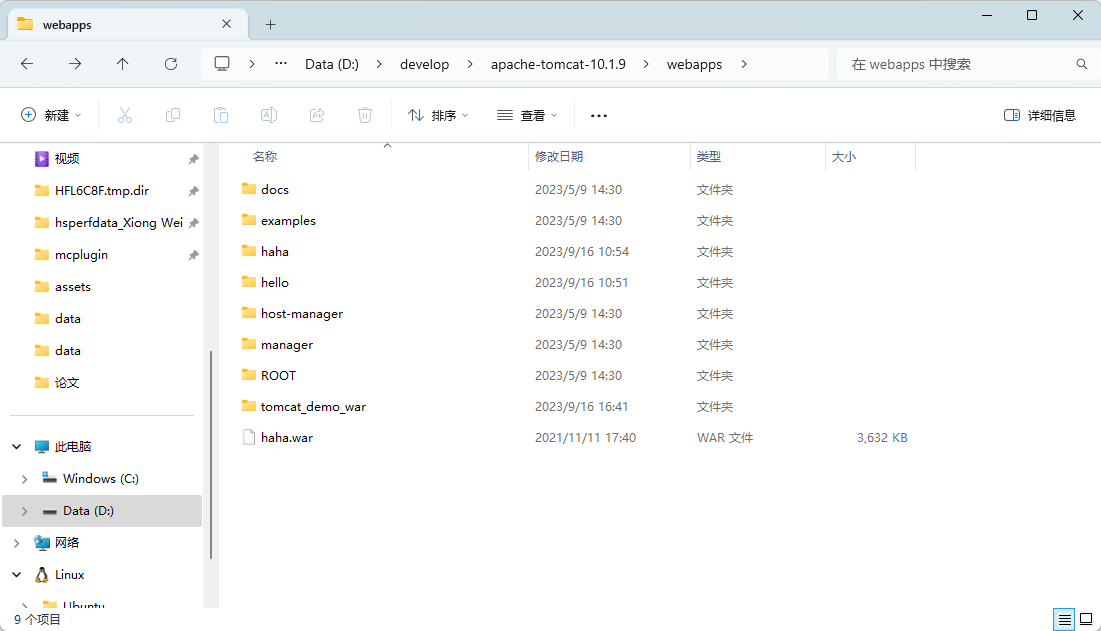 webapps
Data (D:) develop apache-tomcat-10.1.9 webapps
在 webapps 中搜索
新建 排序 查看 详细信息
名称 修改日期 类型 大小
视频
HFL6C8F.tmp.dir
hsperfdata_Xiong Wei
mcplugin
assets
data
data
论文
此电脑
Windows (C:)
Data (D:)
网络
Linux
Ubuntu
docs 2023/5/9 14:30 文件夹
examples 2023/5/9 14:30 文件夹
haha 2023/9/16 10:54 文件夹
hello 2023/9/16 10:51 文件夹
host-manager 2023/5/9 14:30 文件夹
manager 2023/5/9 14:30 文件夹
ROOT 2023/5/9 14:30 文件夹
tomcat_demo_war 2023/9/16 16:41 文件夹
haha.war 2021/11/11 17:40 WAR 文件 3,632 KB
9 个项目